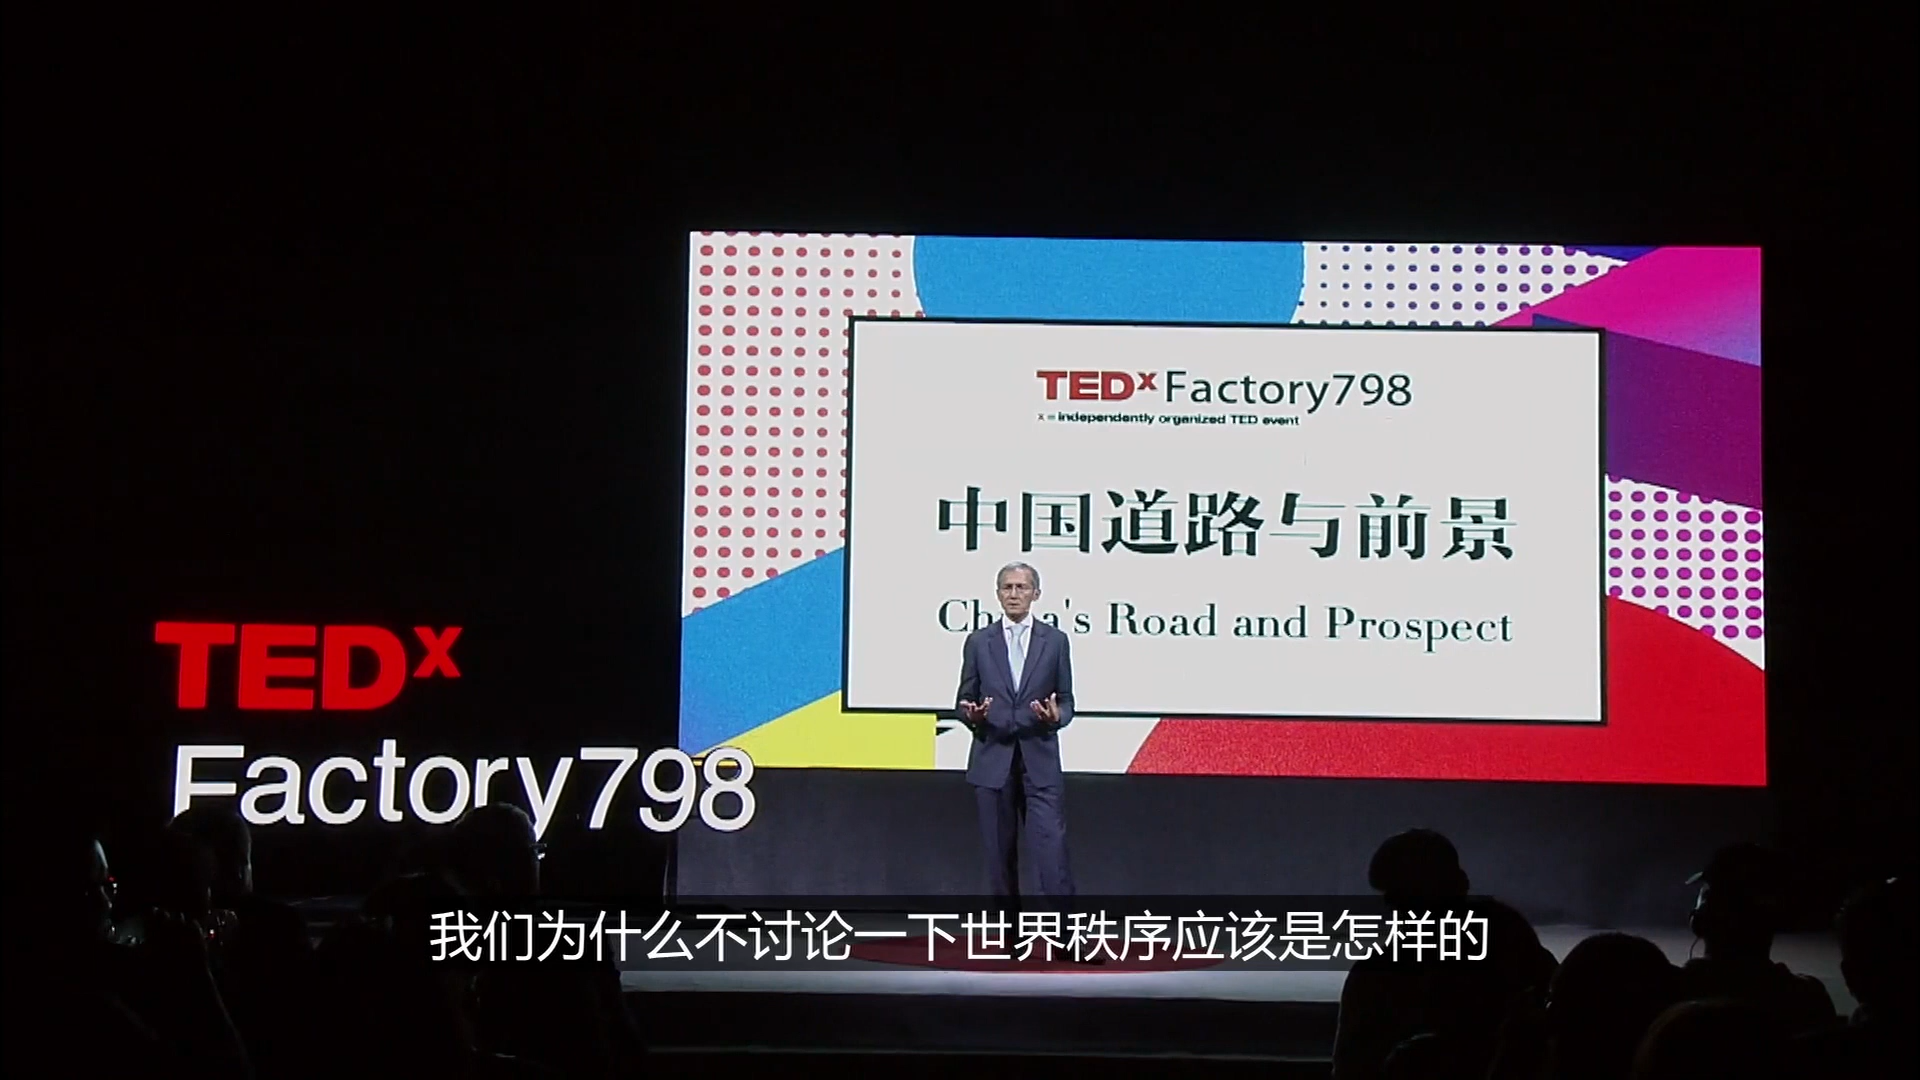 TEDx Factory798
x = independently organized TED event
中国道路与前景
China's Road and Prospect
TEDx
Factory798
我们为什么不讨论一下世界秩序应该是怎样的